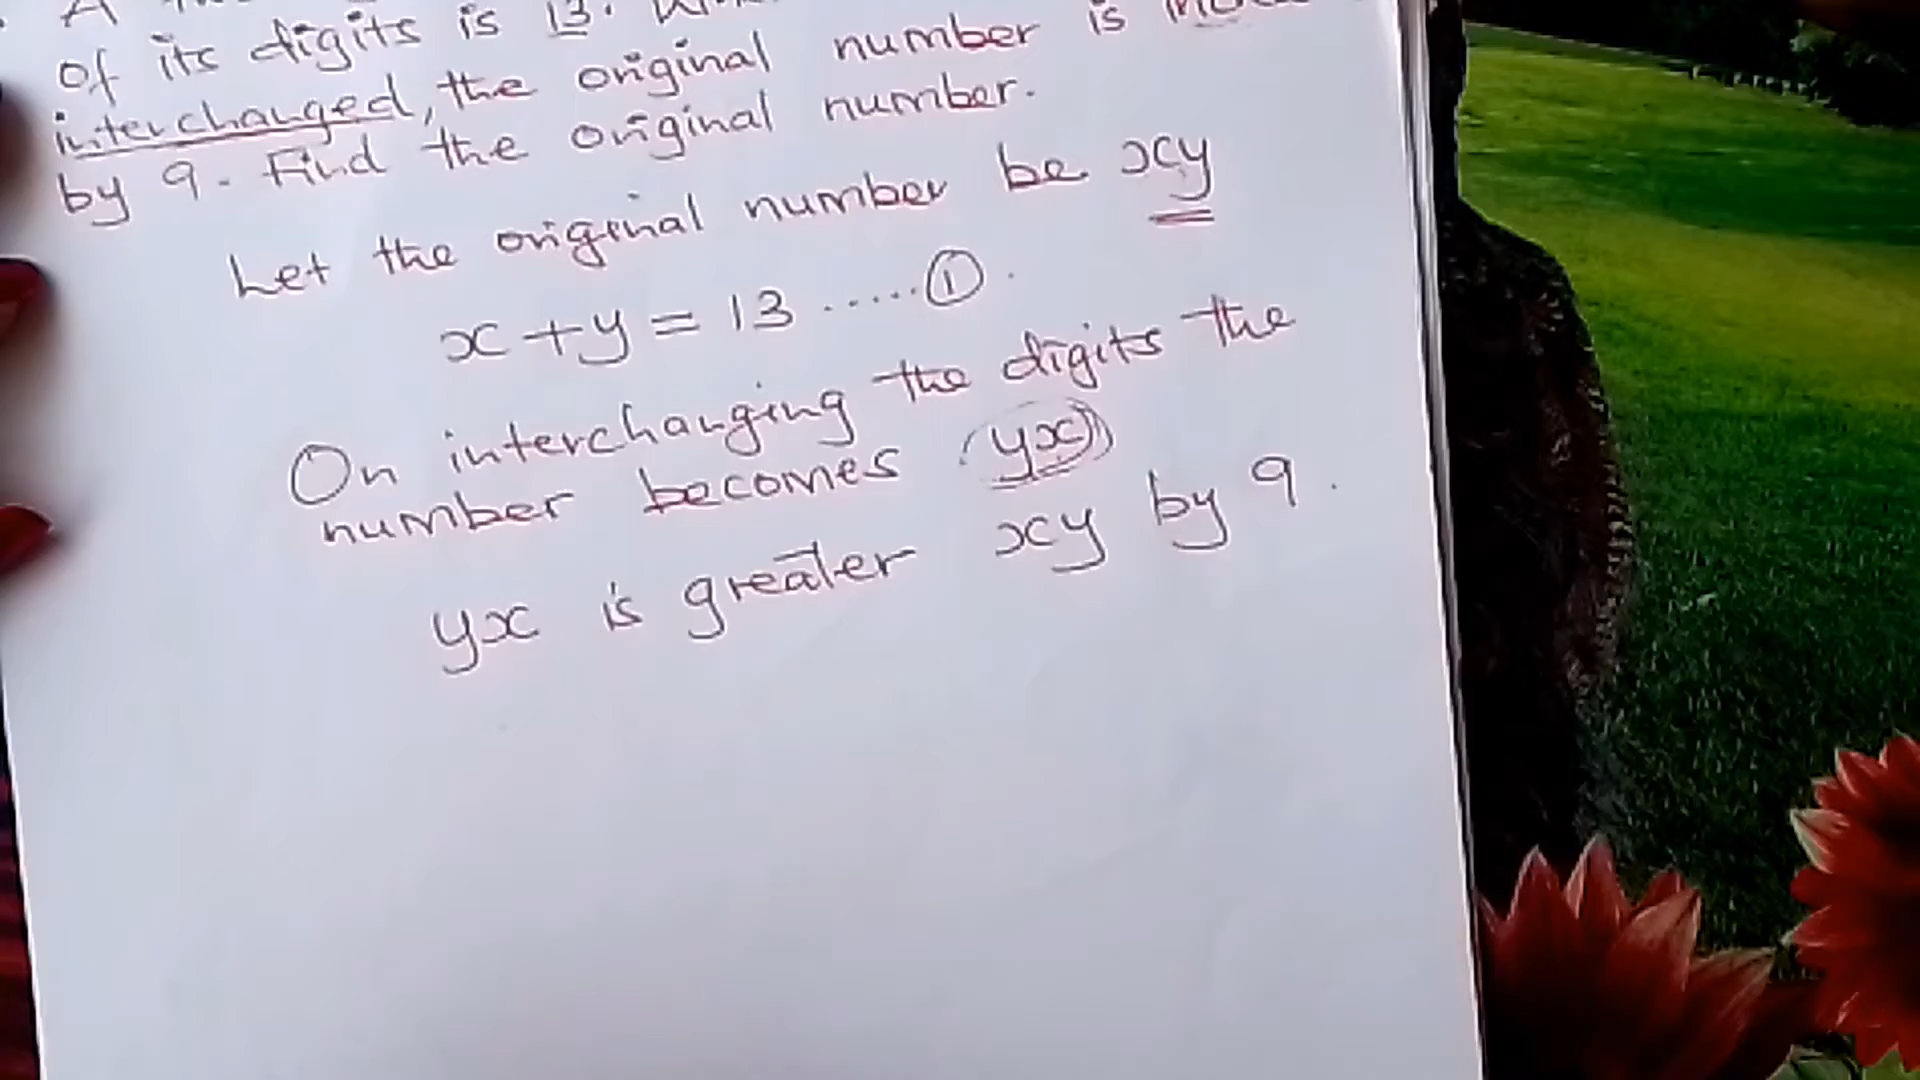 A
of its digits is 13.
interchanged, the original number is
by 9. Find the original number.
Let the original number be xy
x + y = 13 ..... ①.
On interchanging the digits the
number becomes (yx)
yx is greater xy by 9.